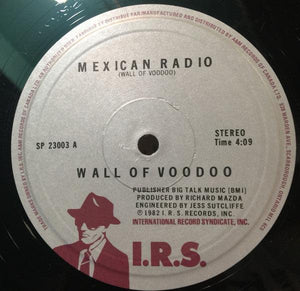 MEXICAN RADIO
(WALL OF VOODOO)
SP 23003 A
STEREO
Time 4:09
WALL OF VOODOO
PUBLISHER BIG TALK MUSIC [BMI]
PRODUCED BY RICHARD MAZDA
ENGINEERED BY JESS SUTCLIFFE
℗1982 I. R. S. RECORDS, INC.
INTERNATIONAL RECORD SYNDICATE, INC.
I.R.S.